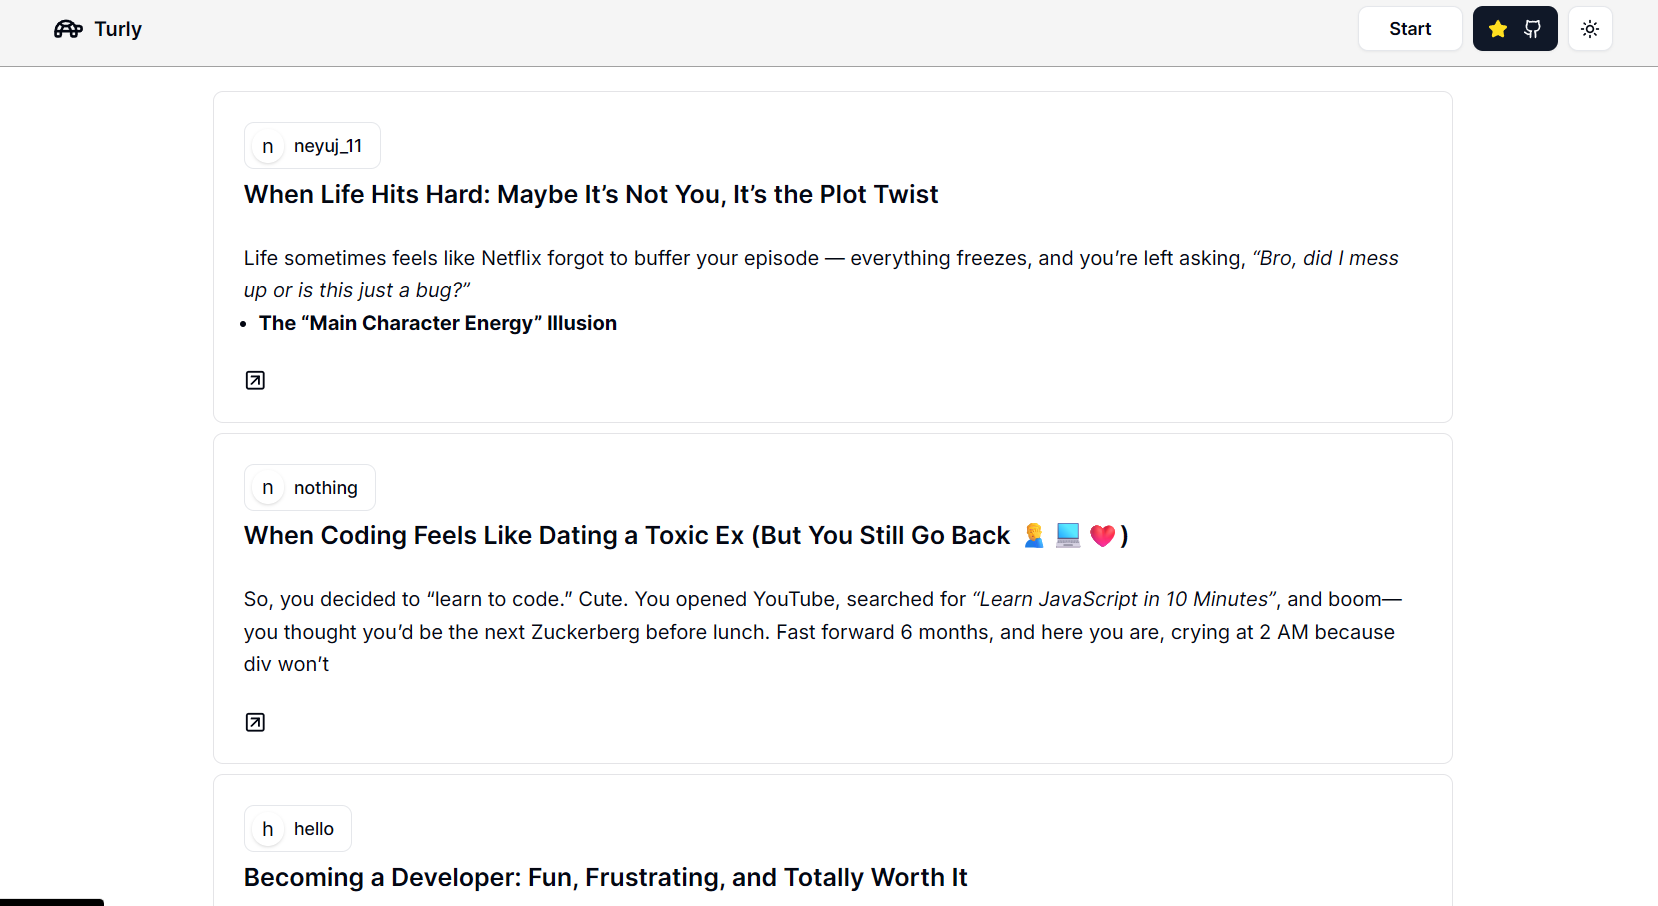 Turly
Start
n neyuj_11
When Life Hits Hard: Maybe It’s Not You, It’s the Plot Twist
Life sometimes feels like Netflix forgot to buffer your episode — everything freezes, and you’re left asking, “Bro, did I mess
up or is this just a bug?”
• The “Main Character Energy” Illusion
n nothing
When Coding Feels Like Dating a Toxic Ex (But You Still Go Back 🤦‍♂️ 💻 ❤️ )
So, you decided to “learn to code.” Cute. You opened YouTube, searched for “Learn JavaScript in 10 Minutes”, and boom—
you thought you’d be the next Zuckerberg before lunch. Fast forward 6 months, and here you are, crying at 2 AM because
div won’t
h hello
Becoming a Developer: Fun, Frustrating, and Totally Worth It